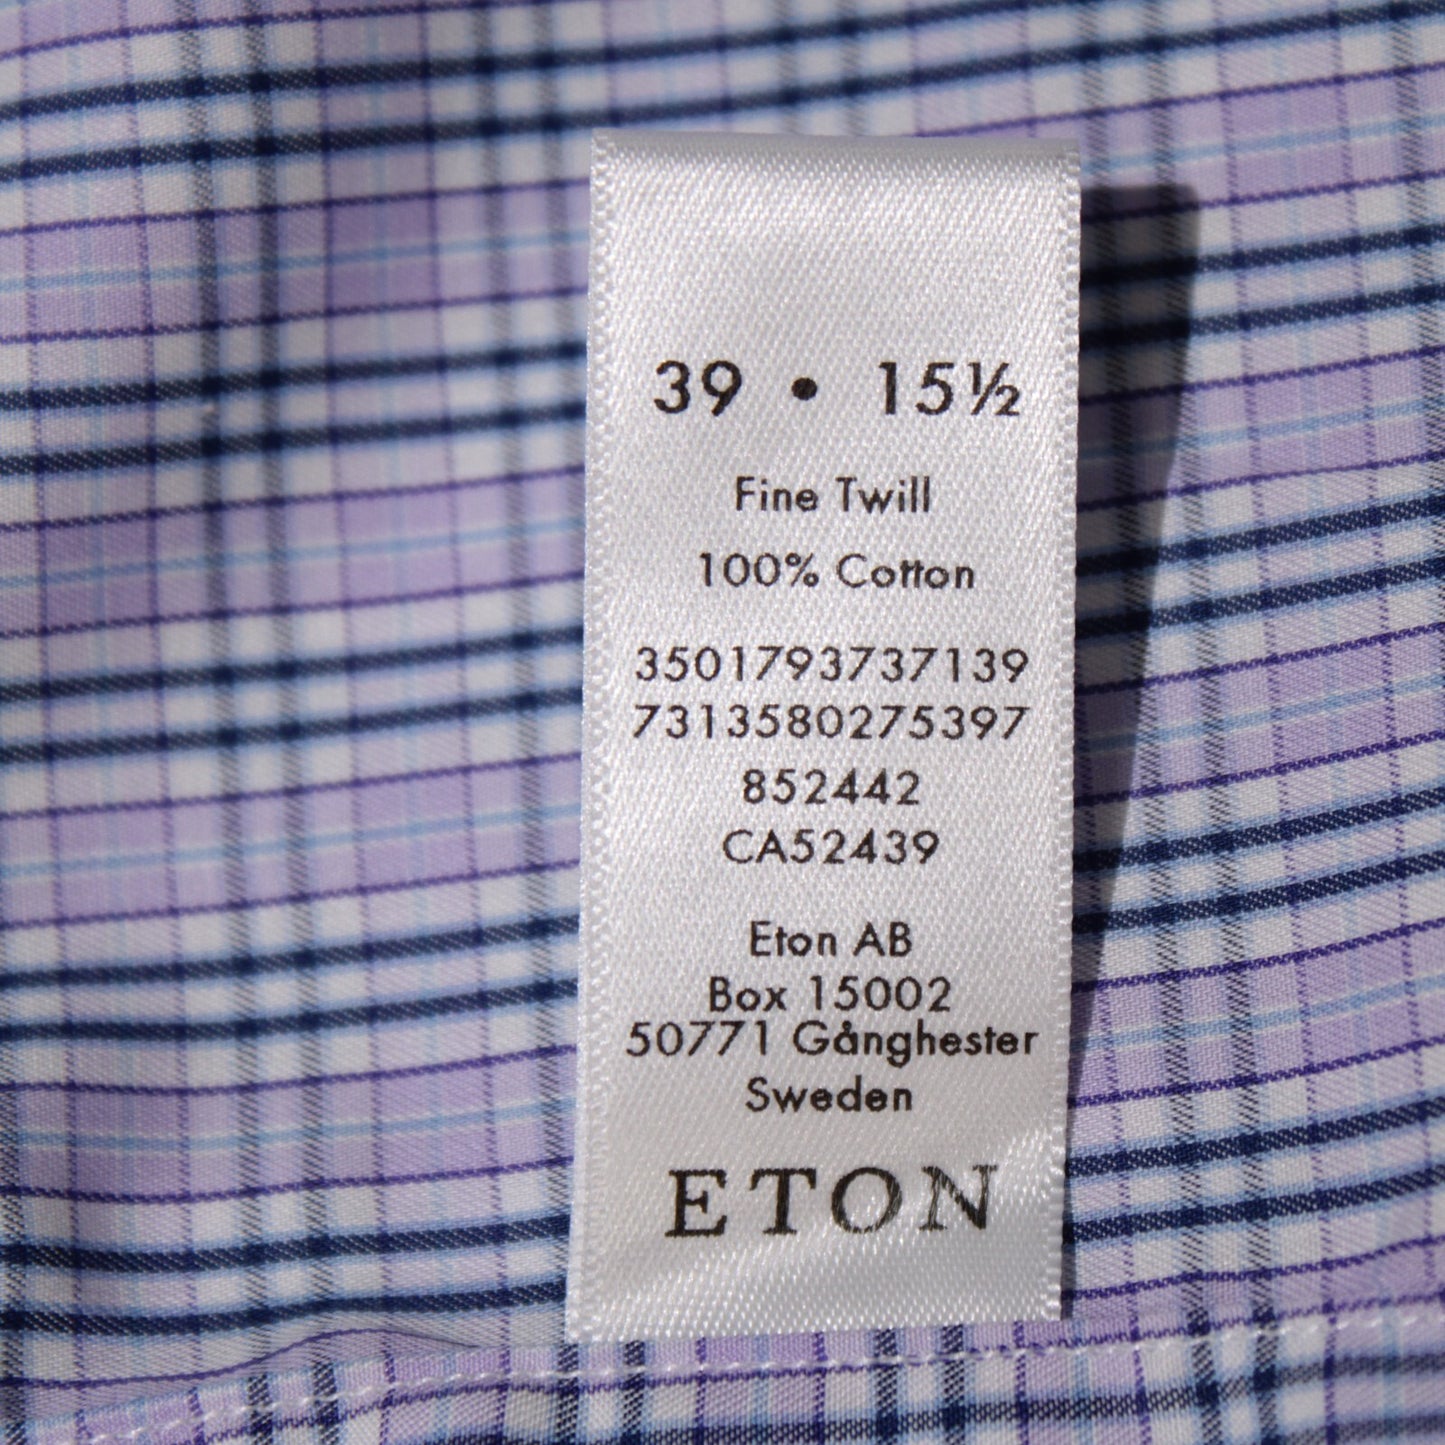 39 • 15½
Fine Twill
100% Cotton
3501793737139
7313580275397
852442
CA52439
Eton AB
Box 15002
50771 Gånghester
Sweden
ETON